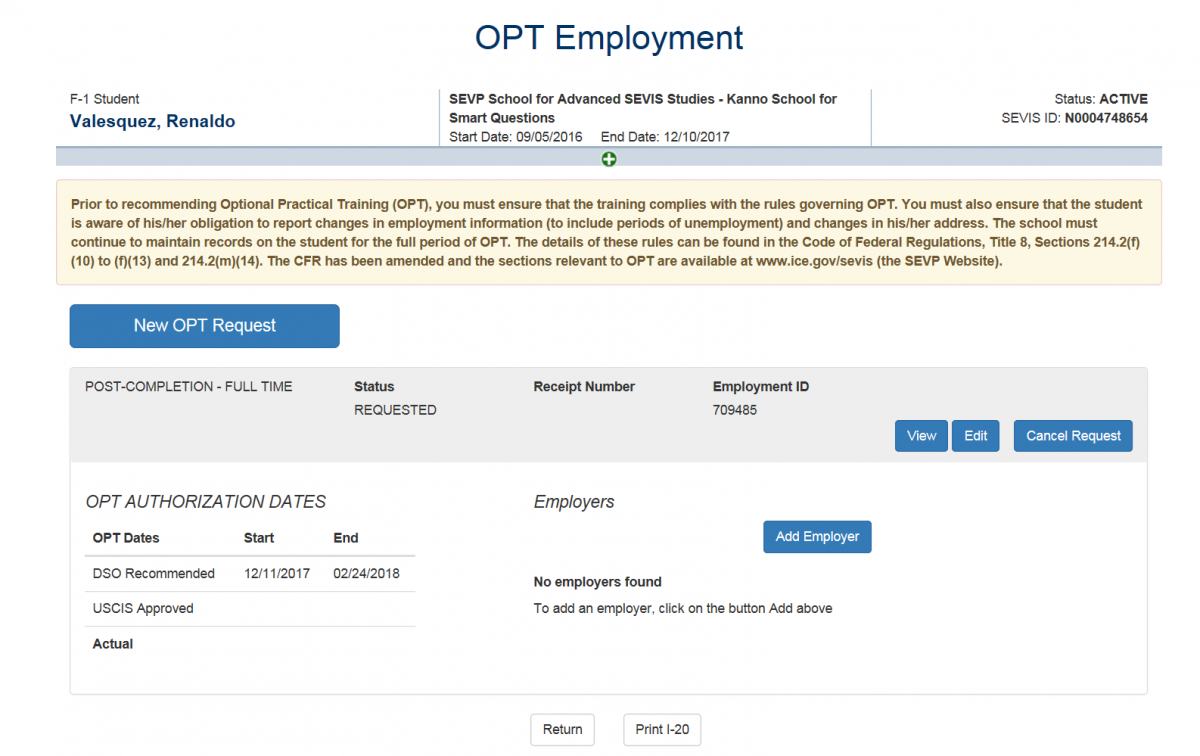 OPT Employment
F-1 Student
Valesquez, Renaldo
SEVP School for Advanced SEVIS Studies - Kanno School for
Smart Questions
Start Date: 09/05/2016 End Date: 12/10/2017
Status: ACTIVE
SEVIS ID: N0004748654
Prior to recommending Optional Practical Training (OPT), you must ensure that the training complies with the rules governing OPT. You must also ensure that the student
is aware of his/her obligation to report changes in employment information (to include periods of unemployment) and changes in his/her address. The school must
continue to maintain records on the student for the full period of OPT. The details of these rules can be found in the Code of Federal Regulations, Title 8, Sections 214.2(f)
(10) to (f)(13) and 214.2(m)(14). The CFR has been amended and the sections relevant to OPT are available at www.ice.gov/sevis (the SEVP Website).
New OPT Request
POST-COMPLETION - FULL TIME
Status
REQUESTED
Receipt Number
Employment ID
709485
View Edit Cancel Request
OPT AUTHORIZATION DATES
OPT Dates Start End
DSO Recommended 12/11/2017 02/24/2018
USCIS Approved
Actual
Employers
Add Employer
No employers found
To add an employer, click on the button Add above
Return Print I-20